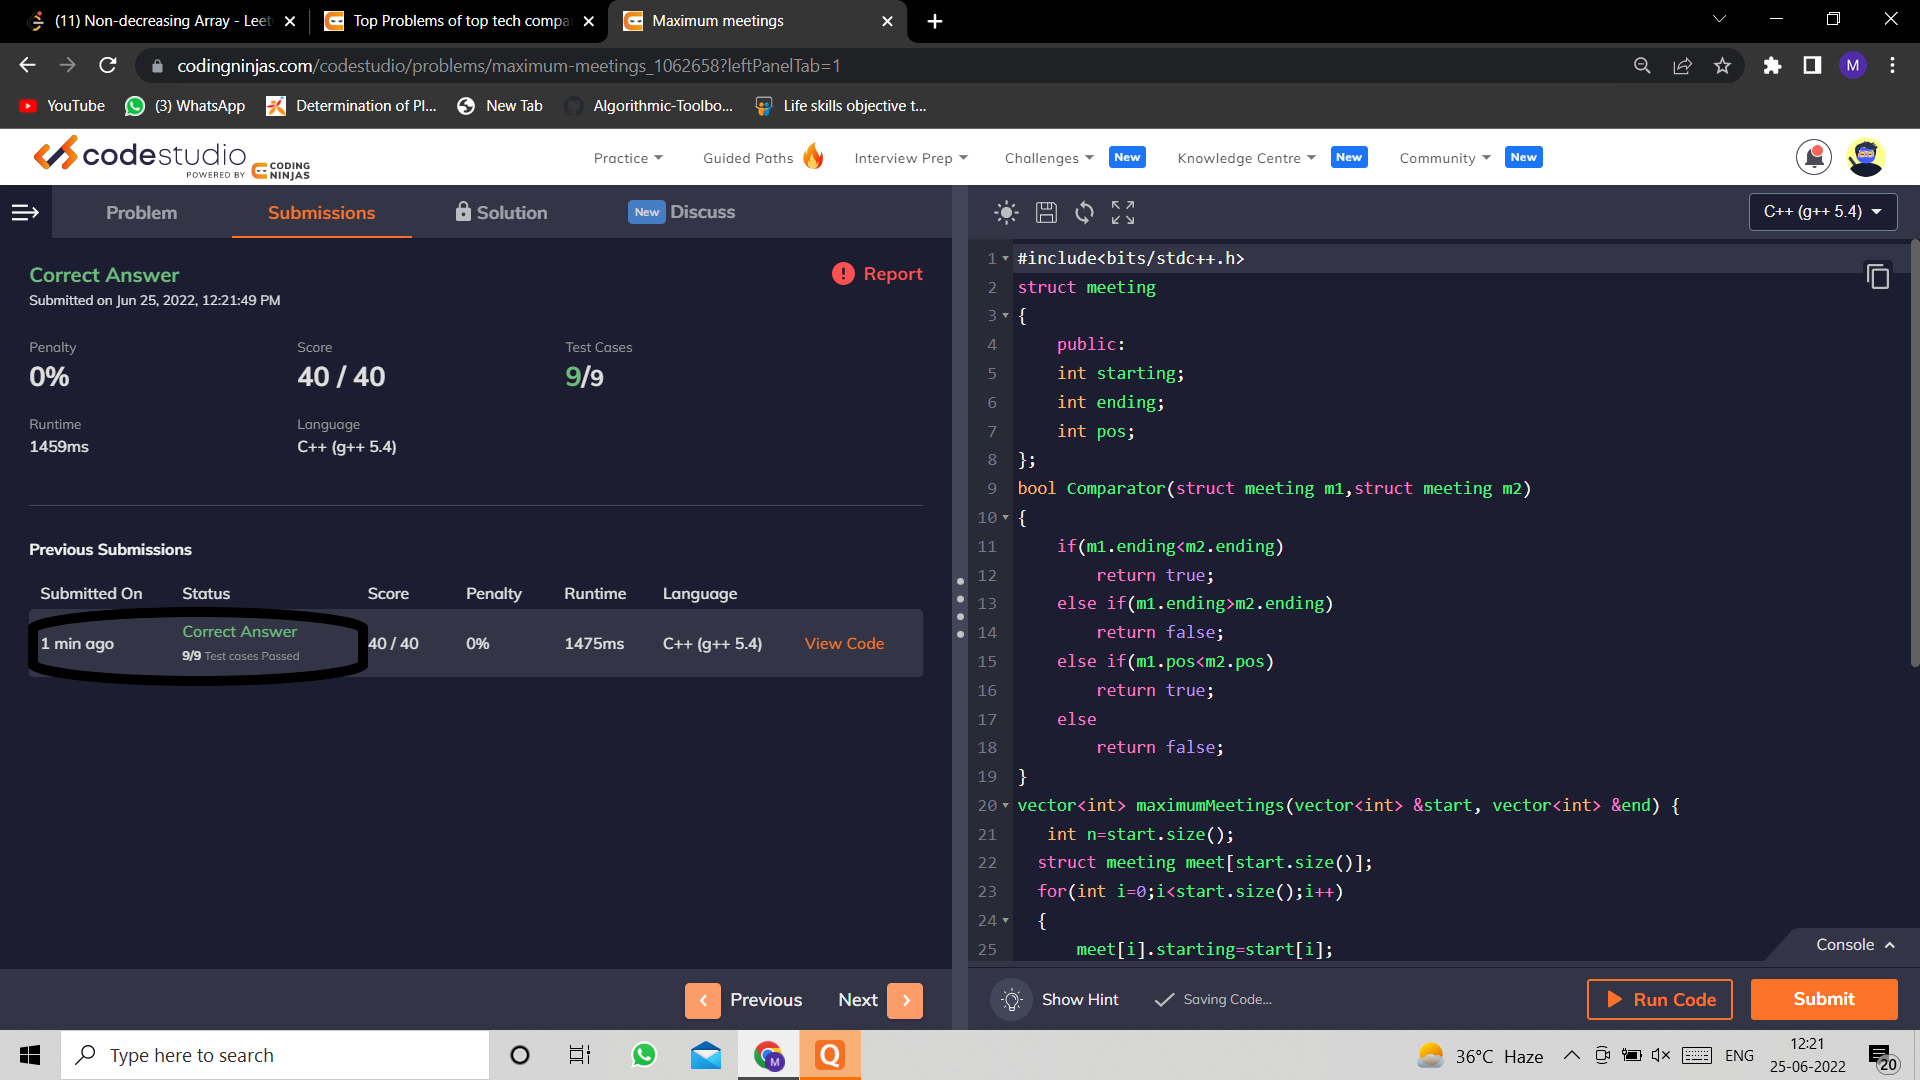 (11) Non-decreasing Array - Leet
Top Problems of top tech compa
Maximum meetings
codingninjas.com/codestudio/problems/maximum-meetings_1062658?leftPanelTab=1
M
YouTube
(3) WhatsApp
Determination of Pl...
New Tab
Algorithmic-Toolbo...
Life skills objective t...
codestudio
POWERED BY CODING NINJAS
Practice
Guided Paths
Interview Prep
Challenges New
Knowledge Centre New
Community New
Problem
Submissions
Solution
New Discuss
C++ (g++ 5.4)
Correct Answer
Report
Submitted on Jun 25, 2022, 12:21:49 PM
Penalty Score Test Cases
0% 40 / 40 9/9
Runtime Language
1459ms C++ (g++ 5.4)
Previous Submissions
Submitted On Status Score Penalty Runtime Language
1 min ago Correct Answer 40 / 40 0% 1475ms C++ (g++ 5.4) View Code
9/9 Test cases Passed
Previous Next
1 #include<bits/stdc++.h>
2 struct meeting
3 {
4 public:
5 int starting;
6 int ending;
7 int pos;
8 };
9 bool Comparator(struct meeting m1,struct meeting m2)
10 {
11 if(m1.ending<m2.ending)
12 return true;
13 else if(m1.ending>m2.ending)
14 return false;
15 else if(m1.pos<m2.pos)
16 return true;
17 else
18 return false;
19 }
20 vector<int> maximumMeetings(vector<int> &start, vector<int> &end) {
21 int n=start.size();
22 struct meeting meet[start.size()];
23 for(int i=0;i<start.size();i++)
24 {
25 meet[i].starting=start[i];
Console
Show Hint
Saving Code...
Run Code
Submit
Type here to search
36°C Haze
ENG
12:21
25-06-2022
20